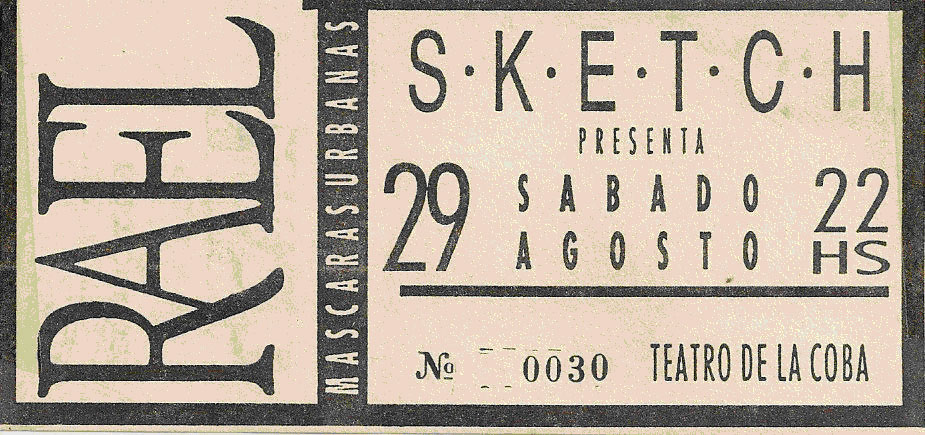 RAEL
MASCARAS URBANAS
S·K·E·T·C·H
PRESENTA
29 SABADO AGOSTO 22 HS
Nº 0030 TEATRO DE LA COBA